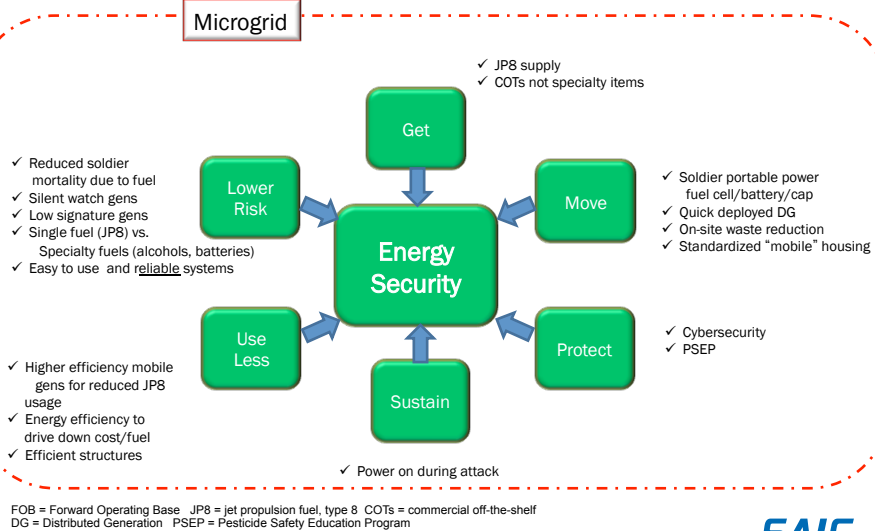 Microgrid
✓ JP8 supply
✓ COTs not specialty items
Get
✓ Reduced soldier
mortality due to fuel
✓ Silent watch gens
✓ Low signature gens
✓ Single fuel (JP8) vs.
Specialty fuels (alcohols, batteries)
✓ Easy to use and reliable systems
Lower
Risk
Move
✓ Soldier portable power
fuel cell/battery/cap
✓ Quick deployed DG
✓ On-site waste reduction
✓ Standardized “mobile” housing
Energy
Security
Use
Less
Protect
✓ Cybersecurity
✓ PSEP
✓ Higher efficiency mobile
gens for reduced JP8
usage
✓ Energy efficiency to
drive down cost/fuel
✓ Efficient structures
Sustain
✓ Power on during attack
FOB = Forward Operating Base JP8 = jet propulsion fuel, type 8 COTs = commercial off-the-shelf
DG = Distributed Generation PSEP = Pesticide Safety Education Program